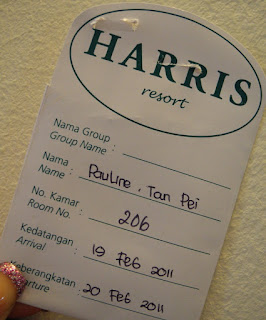 HARRIS
resort
Nama Group
Group Name :
Nama
Name : Pauline, Tan Pei
No. Kamar
Room No. : 206
Kedatangan
Arrival : 19 Feb 2011
Keberangkatan
parture : 20 Feb 2011